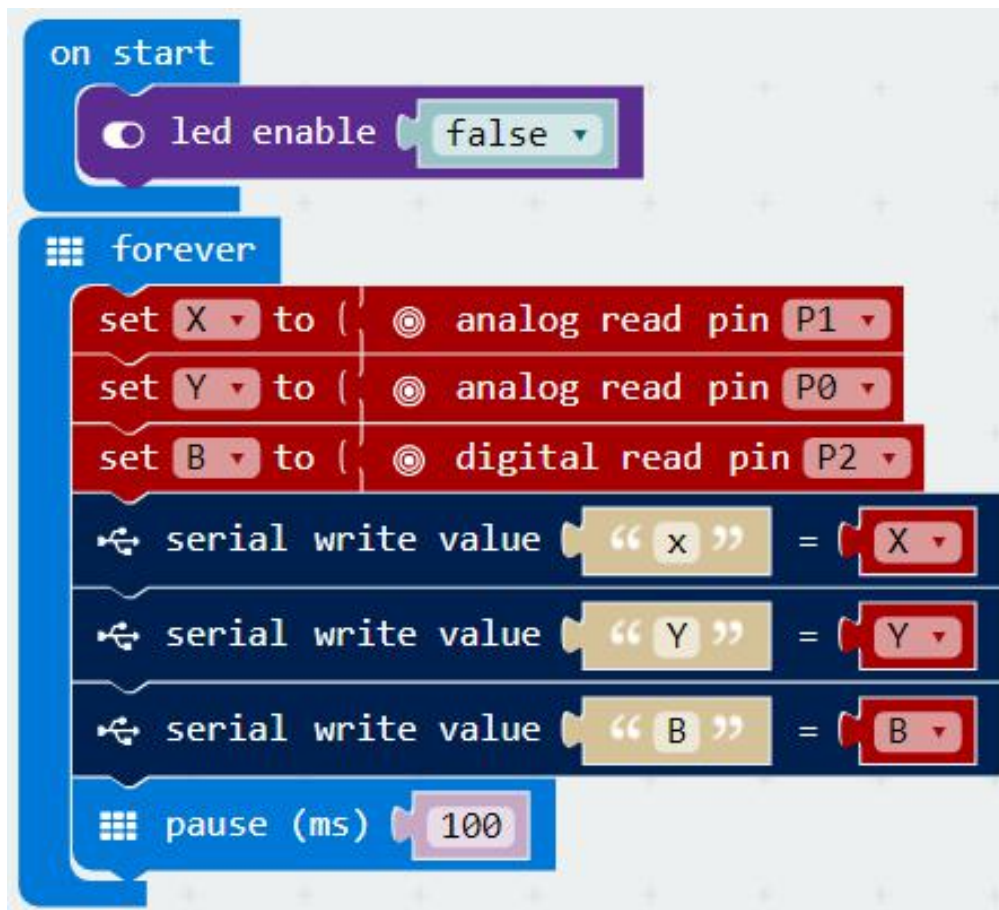 on start
led enable false
forever
set X to ( analog read pin P1
set Y to ( analog read pin P0
set B to ( digital read pin P2
serial write value “ x ” = X
serial write value “ Y ” = Y
serial write value “ B ” = B
pause (ms) 100